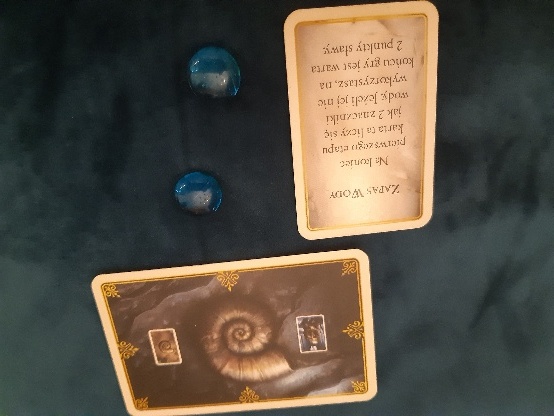 ZAPAS WODY
Na koniec
pierwszego etapu
karta ta liczy się
jak 2 znaczniki
wody. Jeżeli jej nie
wykorzystasz, na
końcu gry jest warta
2 punkty sławy.